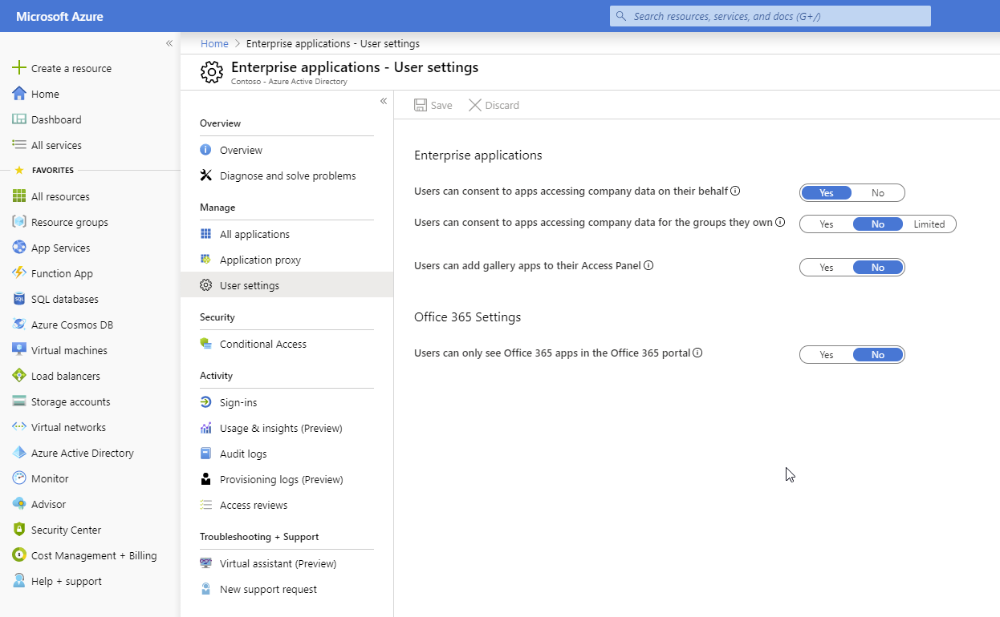 Microsoft Azure
Search resources, services, and docs (G+/)
«
Create a resource
Home
Dashboard
All services
FAVORITES
All resources
Resource groups
App Services
Function App
SQL databases
Azure Cosmos DB
Virtual machines
Load balancers
Storage accounts
Virtual networks
Azure Active Directory
Monitor
Advisor
Security Center
Cost Management + Billing
Help + support
Home > Enterprise applications - User settings
Enterprise applications - User settings
Contoso - Azure Active Directory
«
Overview
Overview
Diagnose and solve problems
Manage
All applications
Application proxy
User settings
Security
Conditional Access
Activity
Sign-ins
Usage & insights (Preview)
Audit logs
Provisioning logs (Preview)
Access reviews
Troubleshooting + Support
Virtual assistant (Preview)
New support request
Save Discard
Enterprise applications
Users can consent to apps accessing company data on their behalf Yes No
Users can consent to apps accessing company data for the groups they own Yes No Limited
Users can add gallery apps to their Access Panel Yes No
Office 365 Settings
Users can only see Office 365 apps in the Office 365 portal Yes No